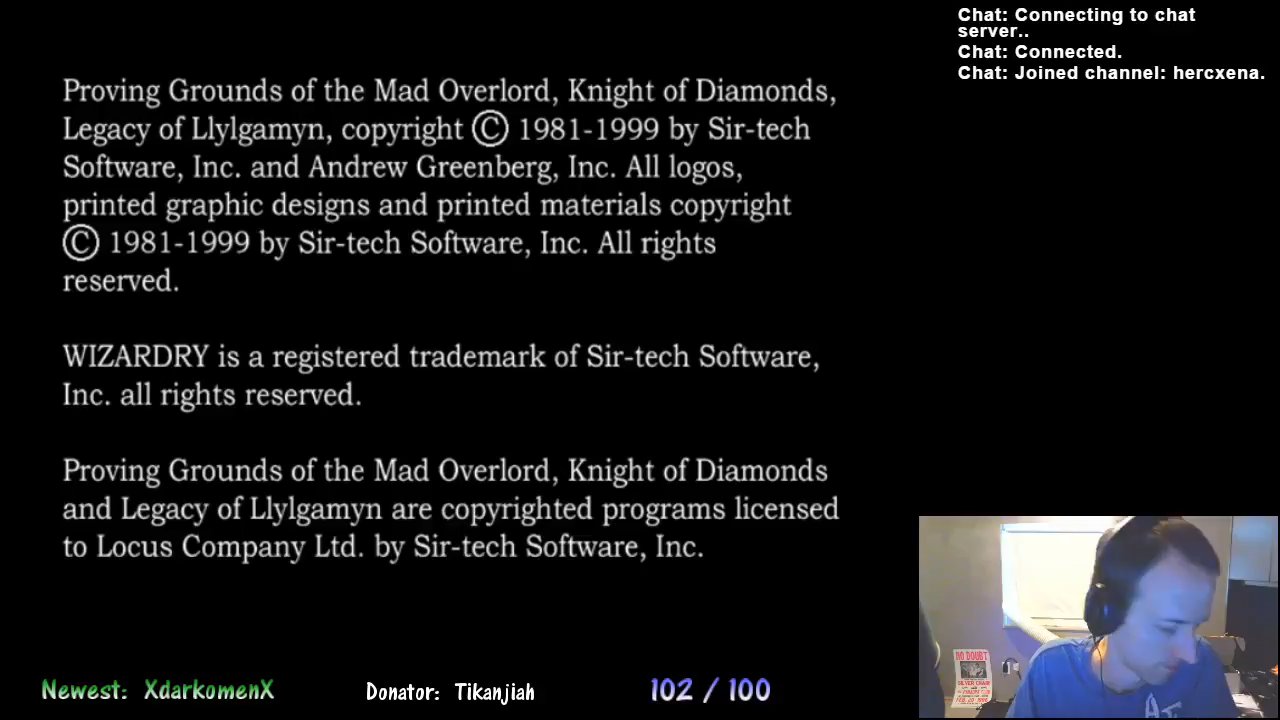 Chat: Connecting to chat
server..
Chat: Connected.
Chat: Joined channel: hercxena.
Proving Grounds of the Mad Overlord, Knight of Diamonds,
Legacy of Llylgamyn, copyright © 1981-1999 by Sir-tech
Software, Inc. and Andrew Greenberg, Inc. All logos,
printed graphic designs and printed materials copyright
© 1981-1999 by Sir-tech Software, Inc. All rights
reserved.
WIZARDRY is a registered trademark of Sir-tech Software,
Inc. all rights reserved.
Proving Grounds of the Mad Overlord, Knight of Diamonds
and Legacy of Llylgamyn are copyrighted programs licensed
to Locus Company Ltd. by Sir-tech Software, Inc.
NO DOUBT
Newest: XdarkomenX
Donator: Tikanjiah
102 / 100